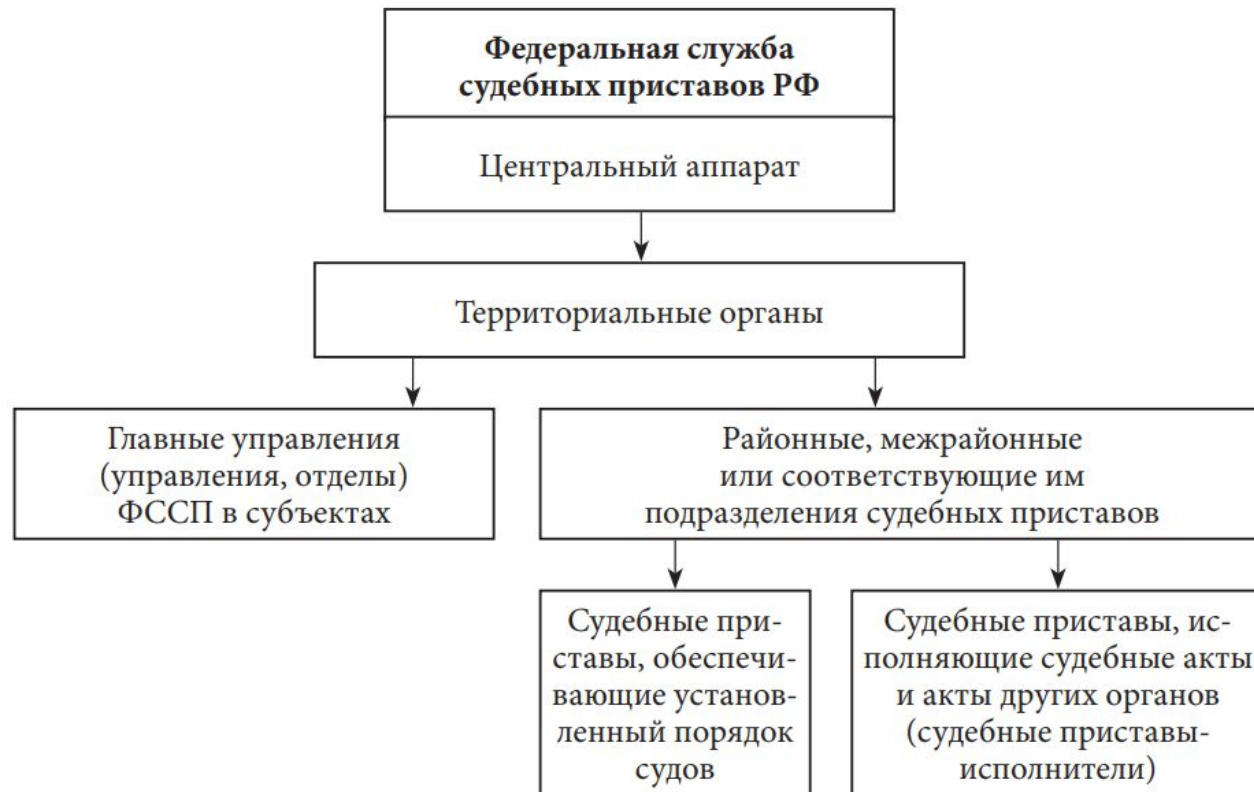 Федеральная служба
судебных приставов РФ
Центральный аппарат
Территориальные органы
Главные управления
(управления, отделы)
ФССП в субъектах
Районные, межрайонные
или соответствующие им
подразделения судебных приставов
Судебные при-
ставы, обеспечи-
вающие установ-
ленный порядок
судов
Судебные приставы, ис-
полняющие судебные акты
и акты других органов
(судебные приставы-
исполнители)